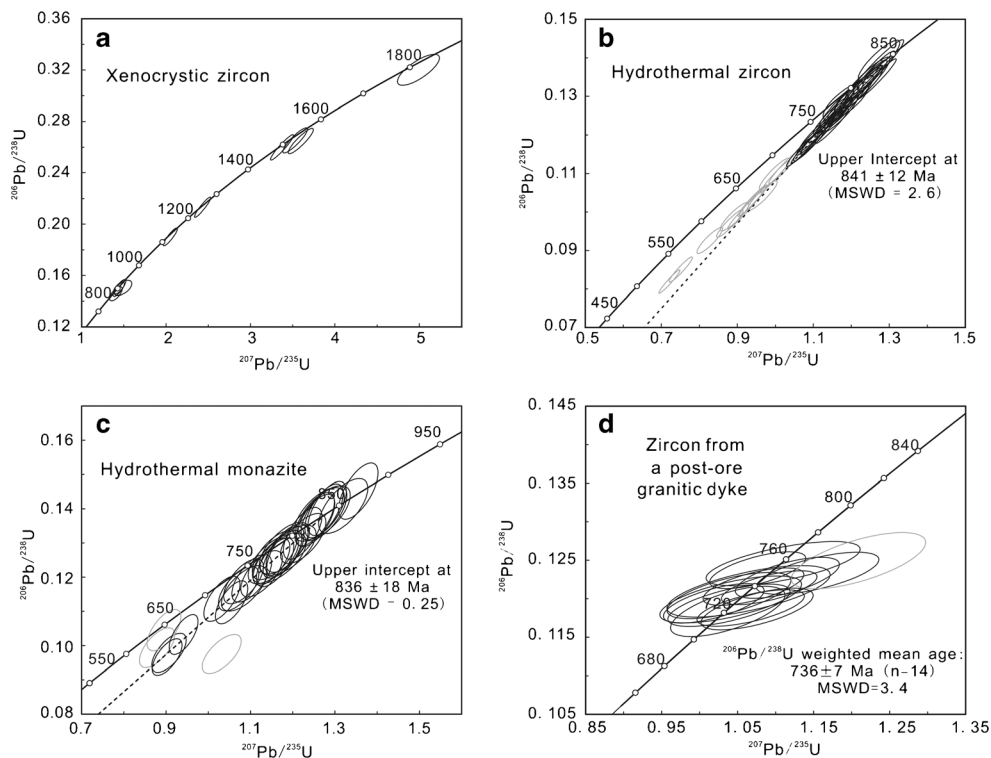 a
Xenocrystic zircon
0.36
0.32
0.28
0.24
0.20
0.16
0.12
²⁰⁶Pb/²³⁸U
800
1000
1200
1400
1600
1800
1
2
3
4
5
²⁰⁷Pb/²³⁵U
b
Hydrothermal zircon
0.15
0.13
0.11
0.09
0.07
²⁰⁶Pb/²³⁸U
850
750
650
550
450
Upper Intercept at
841 ±12 Ma
(MSWD = 2.6)
0.5
0.7
0.9
1.1
1.3
1.5
²⁰⁷Pb/²³⁵U
c
Hydrothermal monazite
0.16
0.14
0.12
0.10
0.08
²⁰⁶Pb/²³⁸U
950
850
750
650
550
Upper intercept at
836 ±18 Ma
(MSWD - 0.25)
0.7
0.9
1.1
1.3
1.5
²⁰⁷Pb/²³⁵U
d
Zircon from
a post-ore
granitic dyke
0.145
0.135
0.125
0.115
0.105
²⁰⁶Pb/²³⁸U
840
800
760
720
680
²⁰⁶Pb/²³⁸U weighted mean age:
736±7 Ma (n-14)
MSWD=3.4
0.85
0.95
1.05
1.15
1.25
1.35
²⁰⁷Pb/²³⁵U